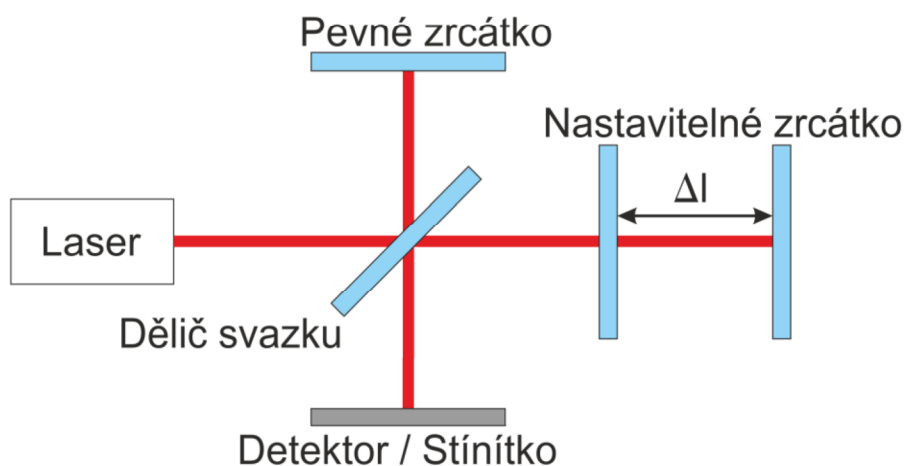 Pevné zrcátko
Nastavitelné zrcátko
Δl
Laser
Dělič svazku
Detektor / Stínítko